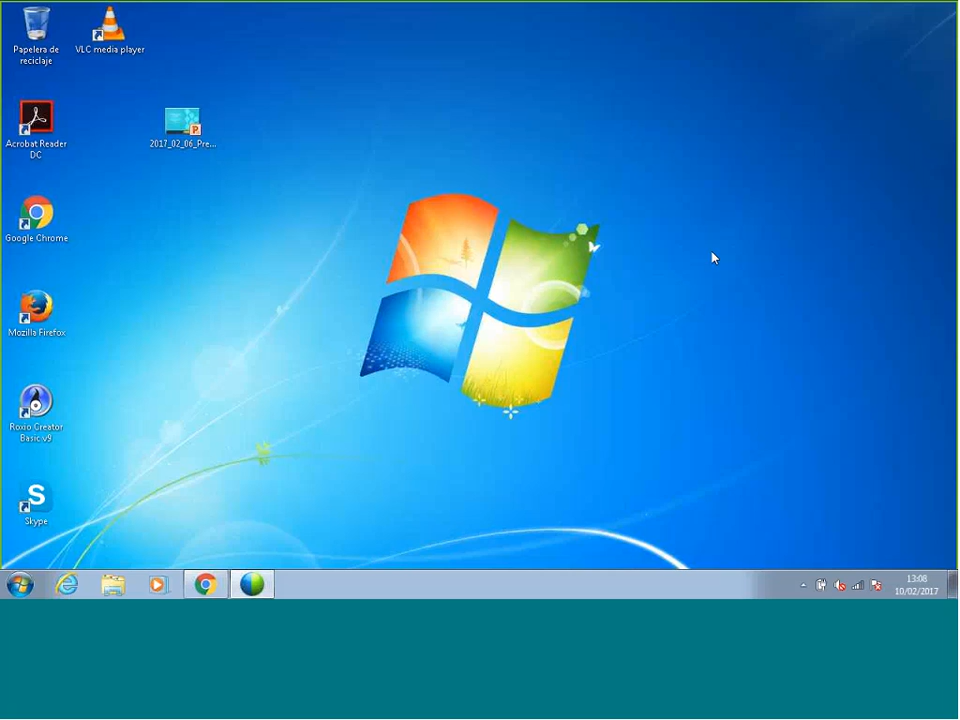 Papelera de
reciclaje
VLC media player
Acrobat Reader
DC
2017_02_06_Pre...
Google Chrome
Mozilla Firefox
Roxio Creator
Basic v9
S
Skype
13:08
10/02/2017